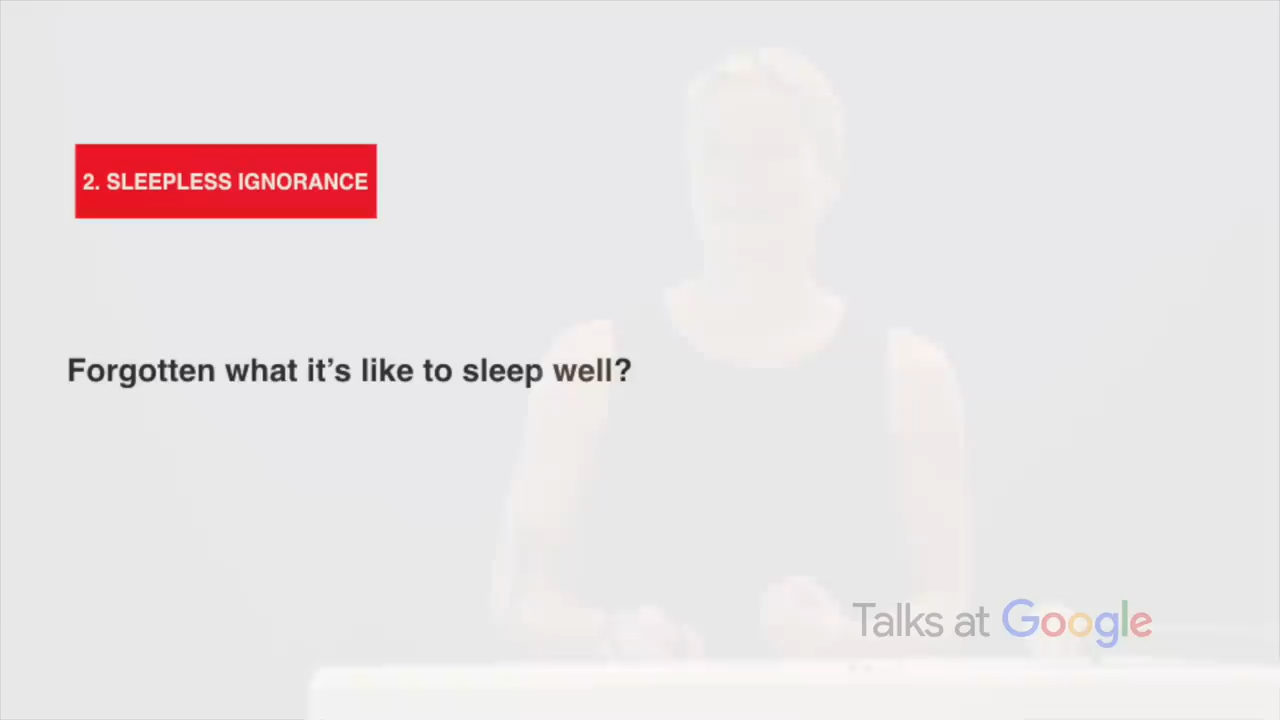 2. SLEEPLESS IGNORANCE
Forgotten what it’s like to sleep well?
Talks at Google